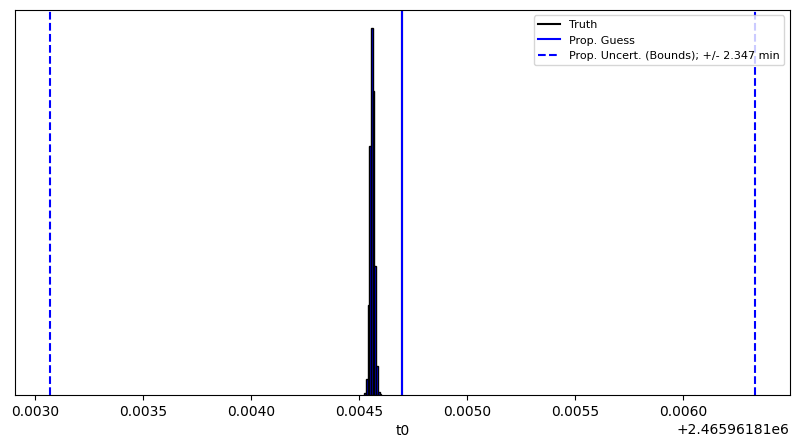 Truth
Prop. Guess
Prop. Uncert. (Bounds); +/- 2.347 min
0.0030 0.0035 0.0040 0.0045 0.0050 0.0055 0.0060
t0
+2.46596181e6